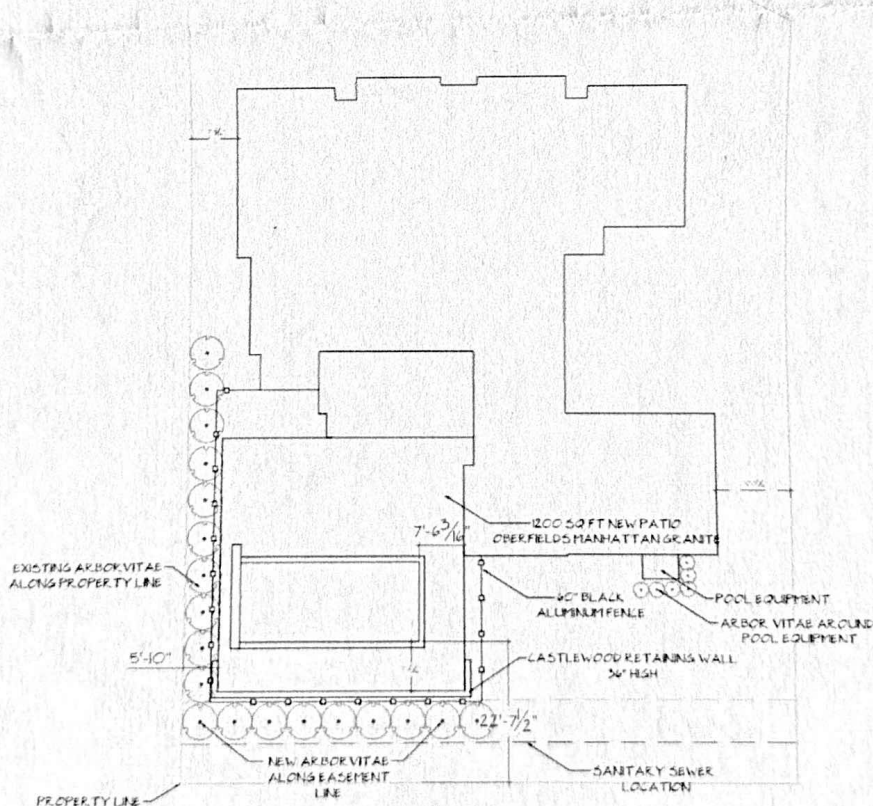 1200 SQ FT NEW PATIO
OBERFIELDS MANHATTAN GRANITE
7'-6 3/16"
EXISTING ARBORVITAE
ALONG PROPERTY LINE
60" BLACK
ALUMINUM FENCE
POOL EQUIPMENT
ARBOR VITAE AROUND
POOL EQUIPMENT
5'-10"
CASTLEWOOD RETAINING WALL
36" HIGH
22'-7 1/2"
NEW ARBORVITAE
ALONG EASEMENT
LINE
SANITARY SEWER
LOCATION
PROPERTY LINE